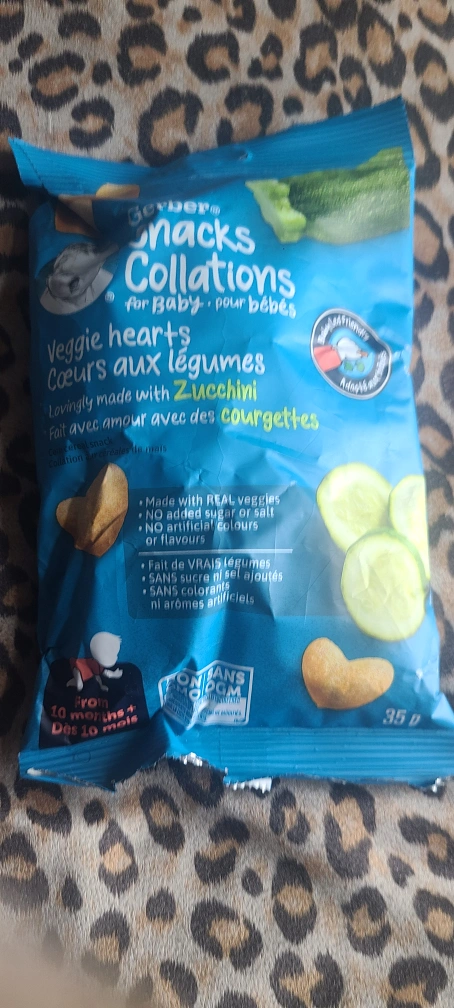 Gerber®
Snacks
Collations
for Baby • pour bébés
Veggie hearts
Cœurs aux légumes
Lovingly made with Zucchini
Fait avec amour avec des courgettes
• Made with REAL veggies
• NO added sugar or salt
• NO artificial colours
or flavours
• Fait de VRAIS légumes
• SANS sucre ni sel ajoutés
• SANS colorants
ni arômes artificiels
From
10 months +
Dès 10 mois
NON SANS
OGM
35 g